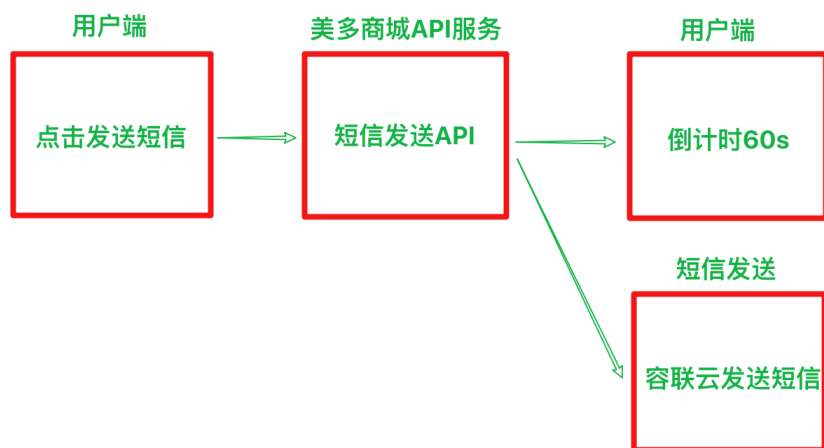 用户端
美多商城API服务
用户端
点击发送短信
短信发送API
倒计时60s
短信发送
容联云发送短信